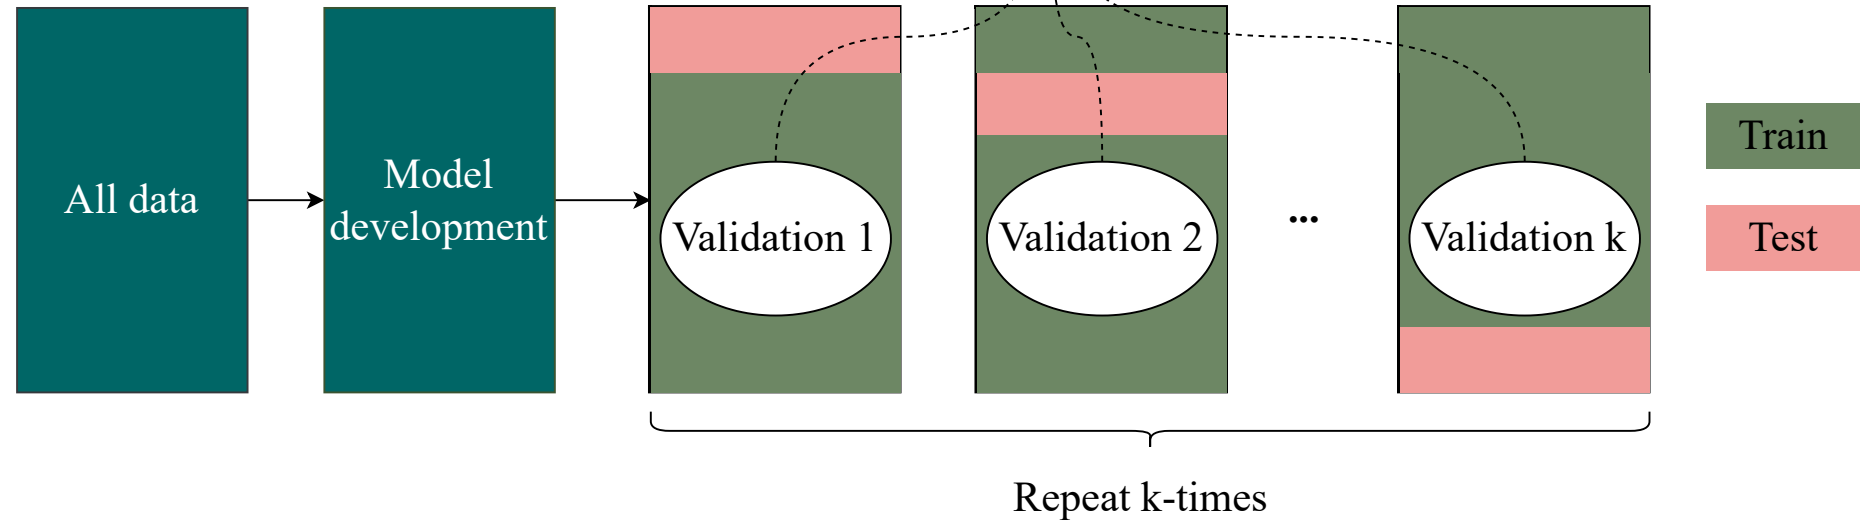 All data
Model
development
Validation 1
Validation 2
...
Validation k
Train
Test
Repeat k-times